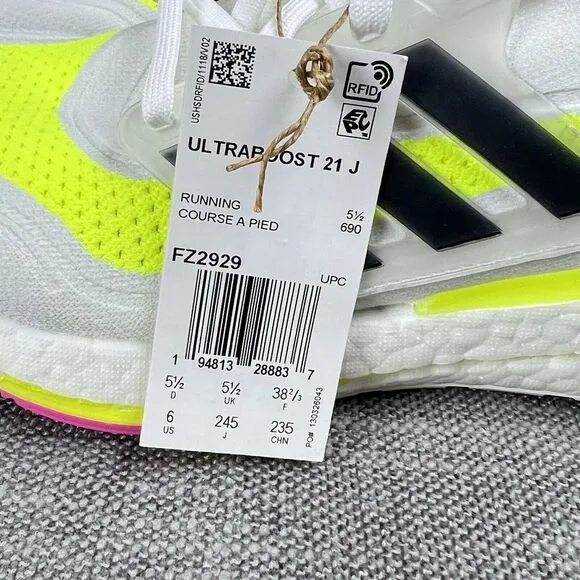 USHSDRFID/1118/V02
RFID
ULTRABOOST 21 J
RUNNING
COURSE A PIED
5½
690
FZ2929
UPC
1 94813 28883 7
5½ 5½ 38⅔
D UK F
6 245 235
US J CHN
PO# 130326043